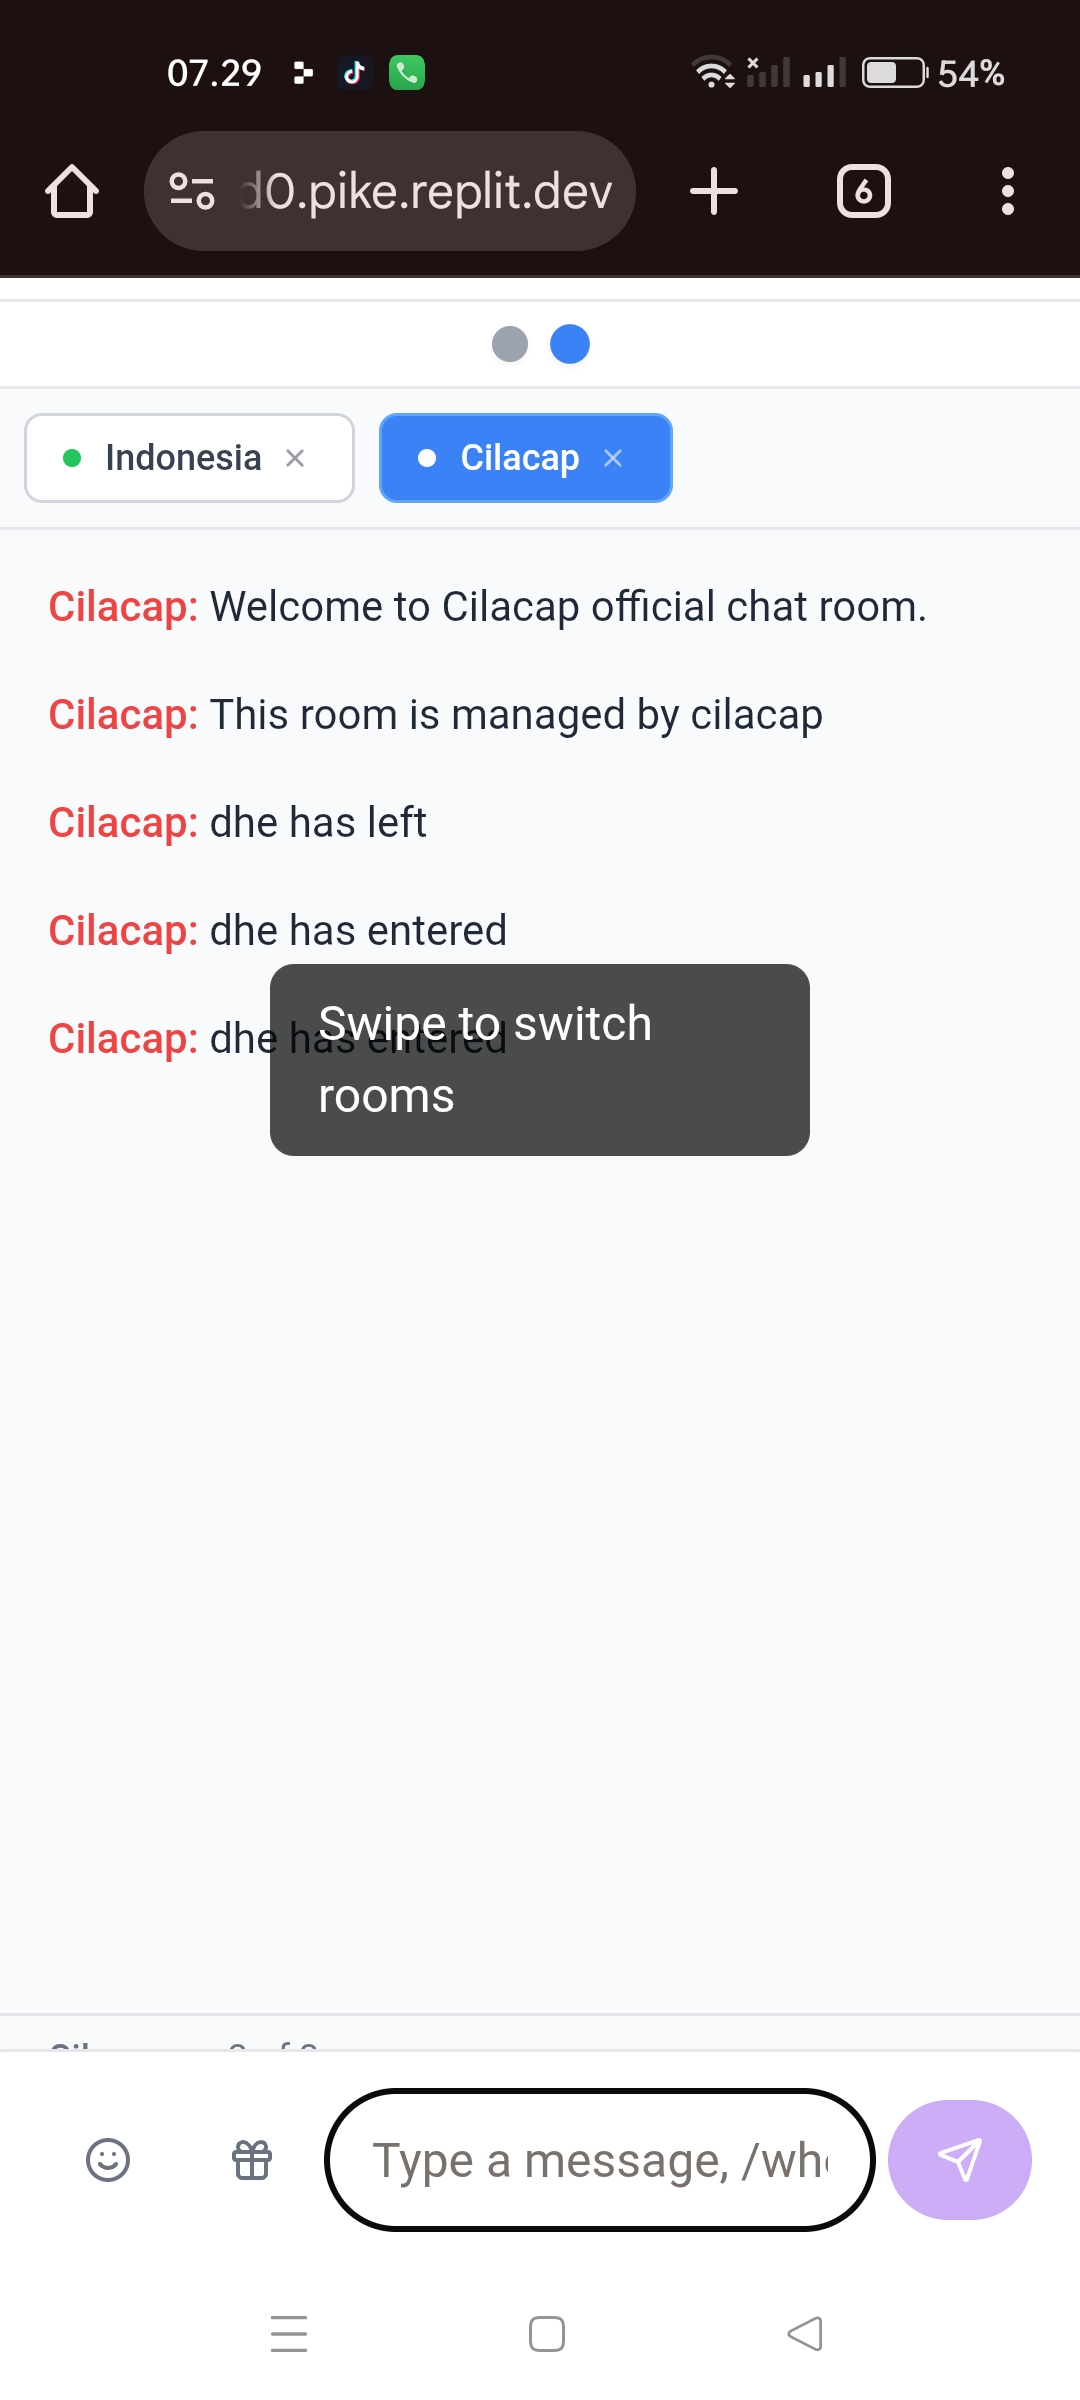 07.29
54%
d0.pike.replit.dev
6
Indonesia ×
Cilacap ×
Cilacap: Welcome to Cilacap official chat room.
Cilacap: This room is managed by cilacap
Cilacap: dhe has left
Cilacap: dhe has entered
Cilacap: dhe has entered
Swipe to switch
rooms
Type a message, /who